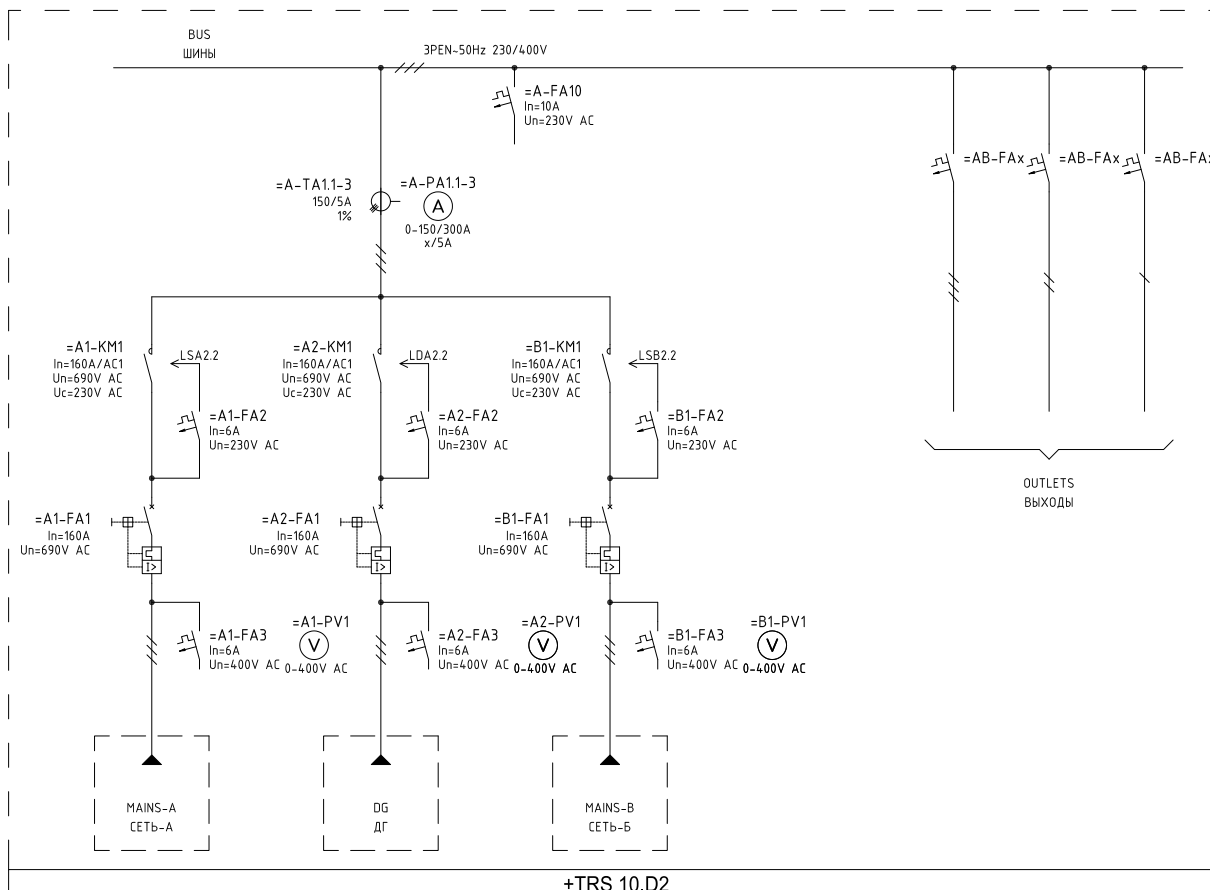 BUS
ШИНЫ
3PEN~50Hz 230/400V
=A-FA10
In=10A
Un=230V AC
=AB-FAx
=AB-FAx
=AB-FAx
=A-TA1.1-3
150/5A
1%
=A-PA1.1-3
A
0-150/300A
x/5A
=A1-KM1
In=160A/AC1
Un=690V AC
Uc=230V AC
LSA2.2
=A2-KM1
In=160A/AC1
Un=690V AC
Uc=230V AC
LDA2.2
=B1-KM1
In=160A/AC1
Un=690V AC
Uc=230V AC
LSB2.2
=A1-FA2
In=6A
Un=230V AC
=A2-FA2
In=6A
Un=230V AC
=B1-FA2
In=6A
Un=230V AC
OUTLETS
ВЫХОДЫ
=A1-FA1
In=160A
Un=690V AC
I>
=A2-FA1
In=160A
Un=690V AC
I>
=B1-FA1
In=160A
Un=690V AC
I>
=A1-FA3
In=6A
Un=400V AC
=A1-PV1
V
0-400V AC
=A2-FA3
In=6A
Un=400V AC
=A2-PV1
V
0-400V AC
=B1-FA3
In=6A
Un=400V AC
=B1-PV1
V
0-400V AC
MAINS-A
СЕТЬ-А
DG
ДГ
MAINS-B
СЕТЬ-Б
+TRS 10.D2